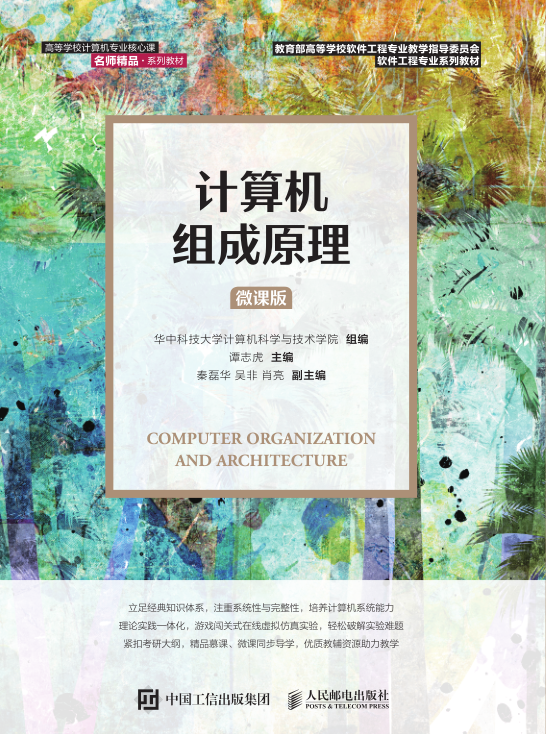 高等学校计算机专业核心课
名师精品·系列教材
教育部高等学校软件工程专业教学指导委员会
软件工程专业系列教材
计算机
组成原理
微课版
华中科技大学计算机科学与技术学院 组编
谭志虎 主编
秦磊华 吴非 肖亮 副主编
COMPUTER ORGANIZATION
AND ARCHITECTURE
立足经典知识体系，注重系统性与完整性，培养计算机系统能力
理论实践一体化，游戏闯关式在线虚拟仿真实验，轻松破解实验难题
紧扣考研大纲，精品慕课、微课同步导学，优质教辅资源助力教学
中国工信出版集团
人民邮电出版社
POSTS & TELECOM PRESS